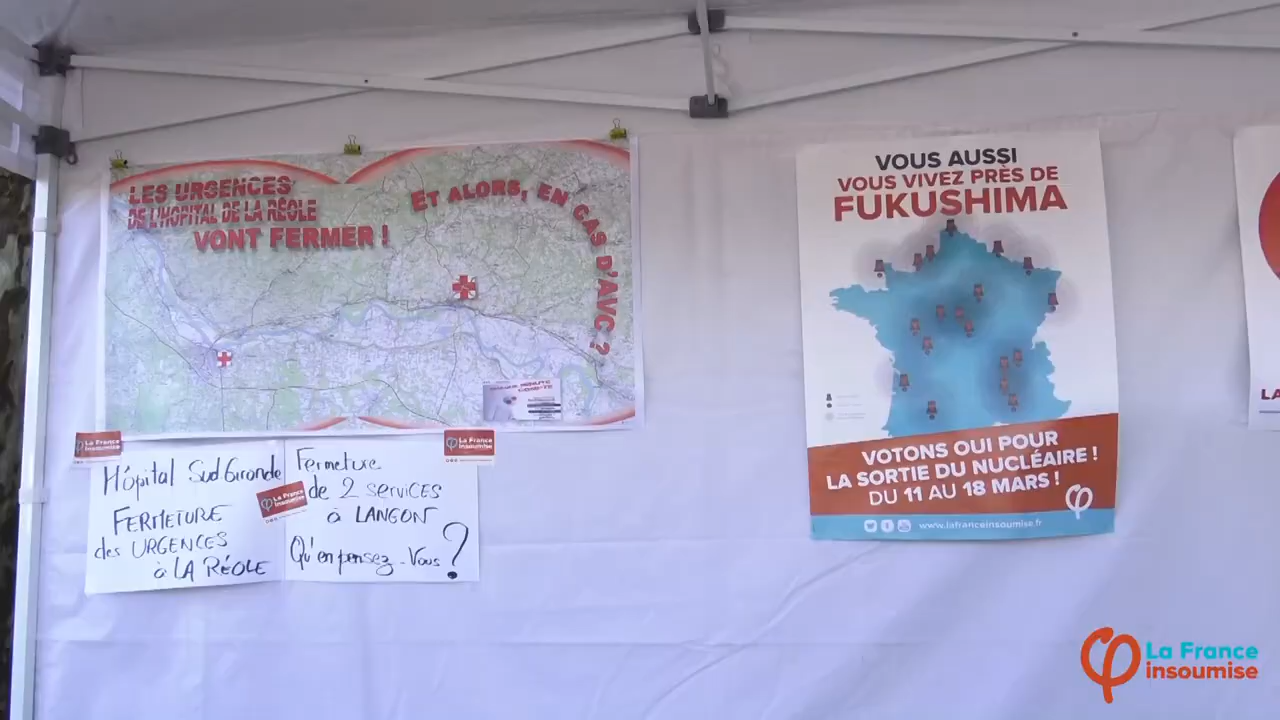 LES URGENCES
DE L'HOPITAL DE LA RÉOLE
VONT FERMER !
ET ALORS, EN CAS D'AVC ?
La France
insoumise
La France
insoumise
Hôpital Sud Gironde
FERMETURE
des URGENCES
à LA RÉOLE
La France
insoumise
Fermeture
de 2 services
à LANGON
Qu'en pensez-Vous ?
VOUS AUSSI
VOUS VIVEZ PRÈS DE
FUKUSHIMA
VOTONS OUI POUR
LA SORTIE DU NUCLÉAIRE !
DU 11 AU 18 MARS !
www.lafranceinsoumise.fr
LA
La France
insoumise